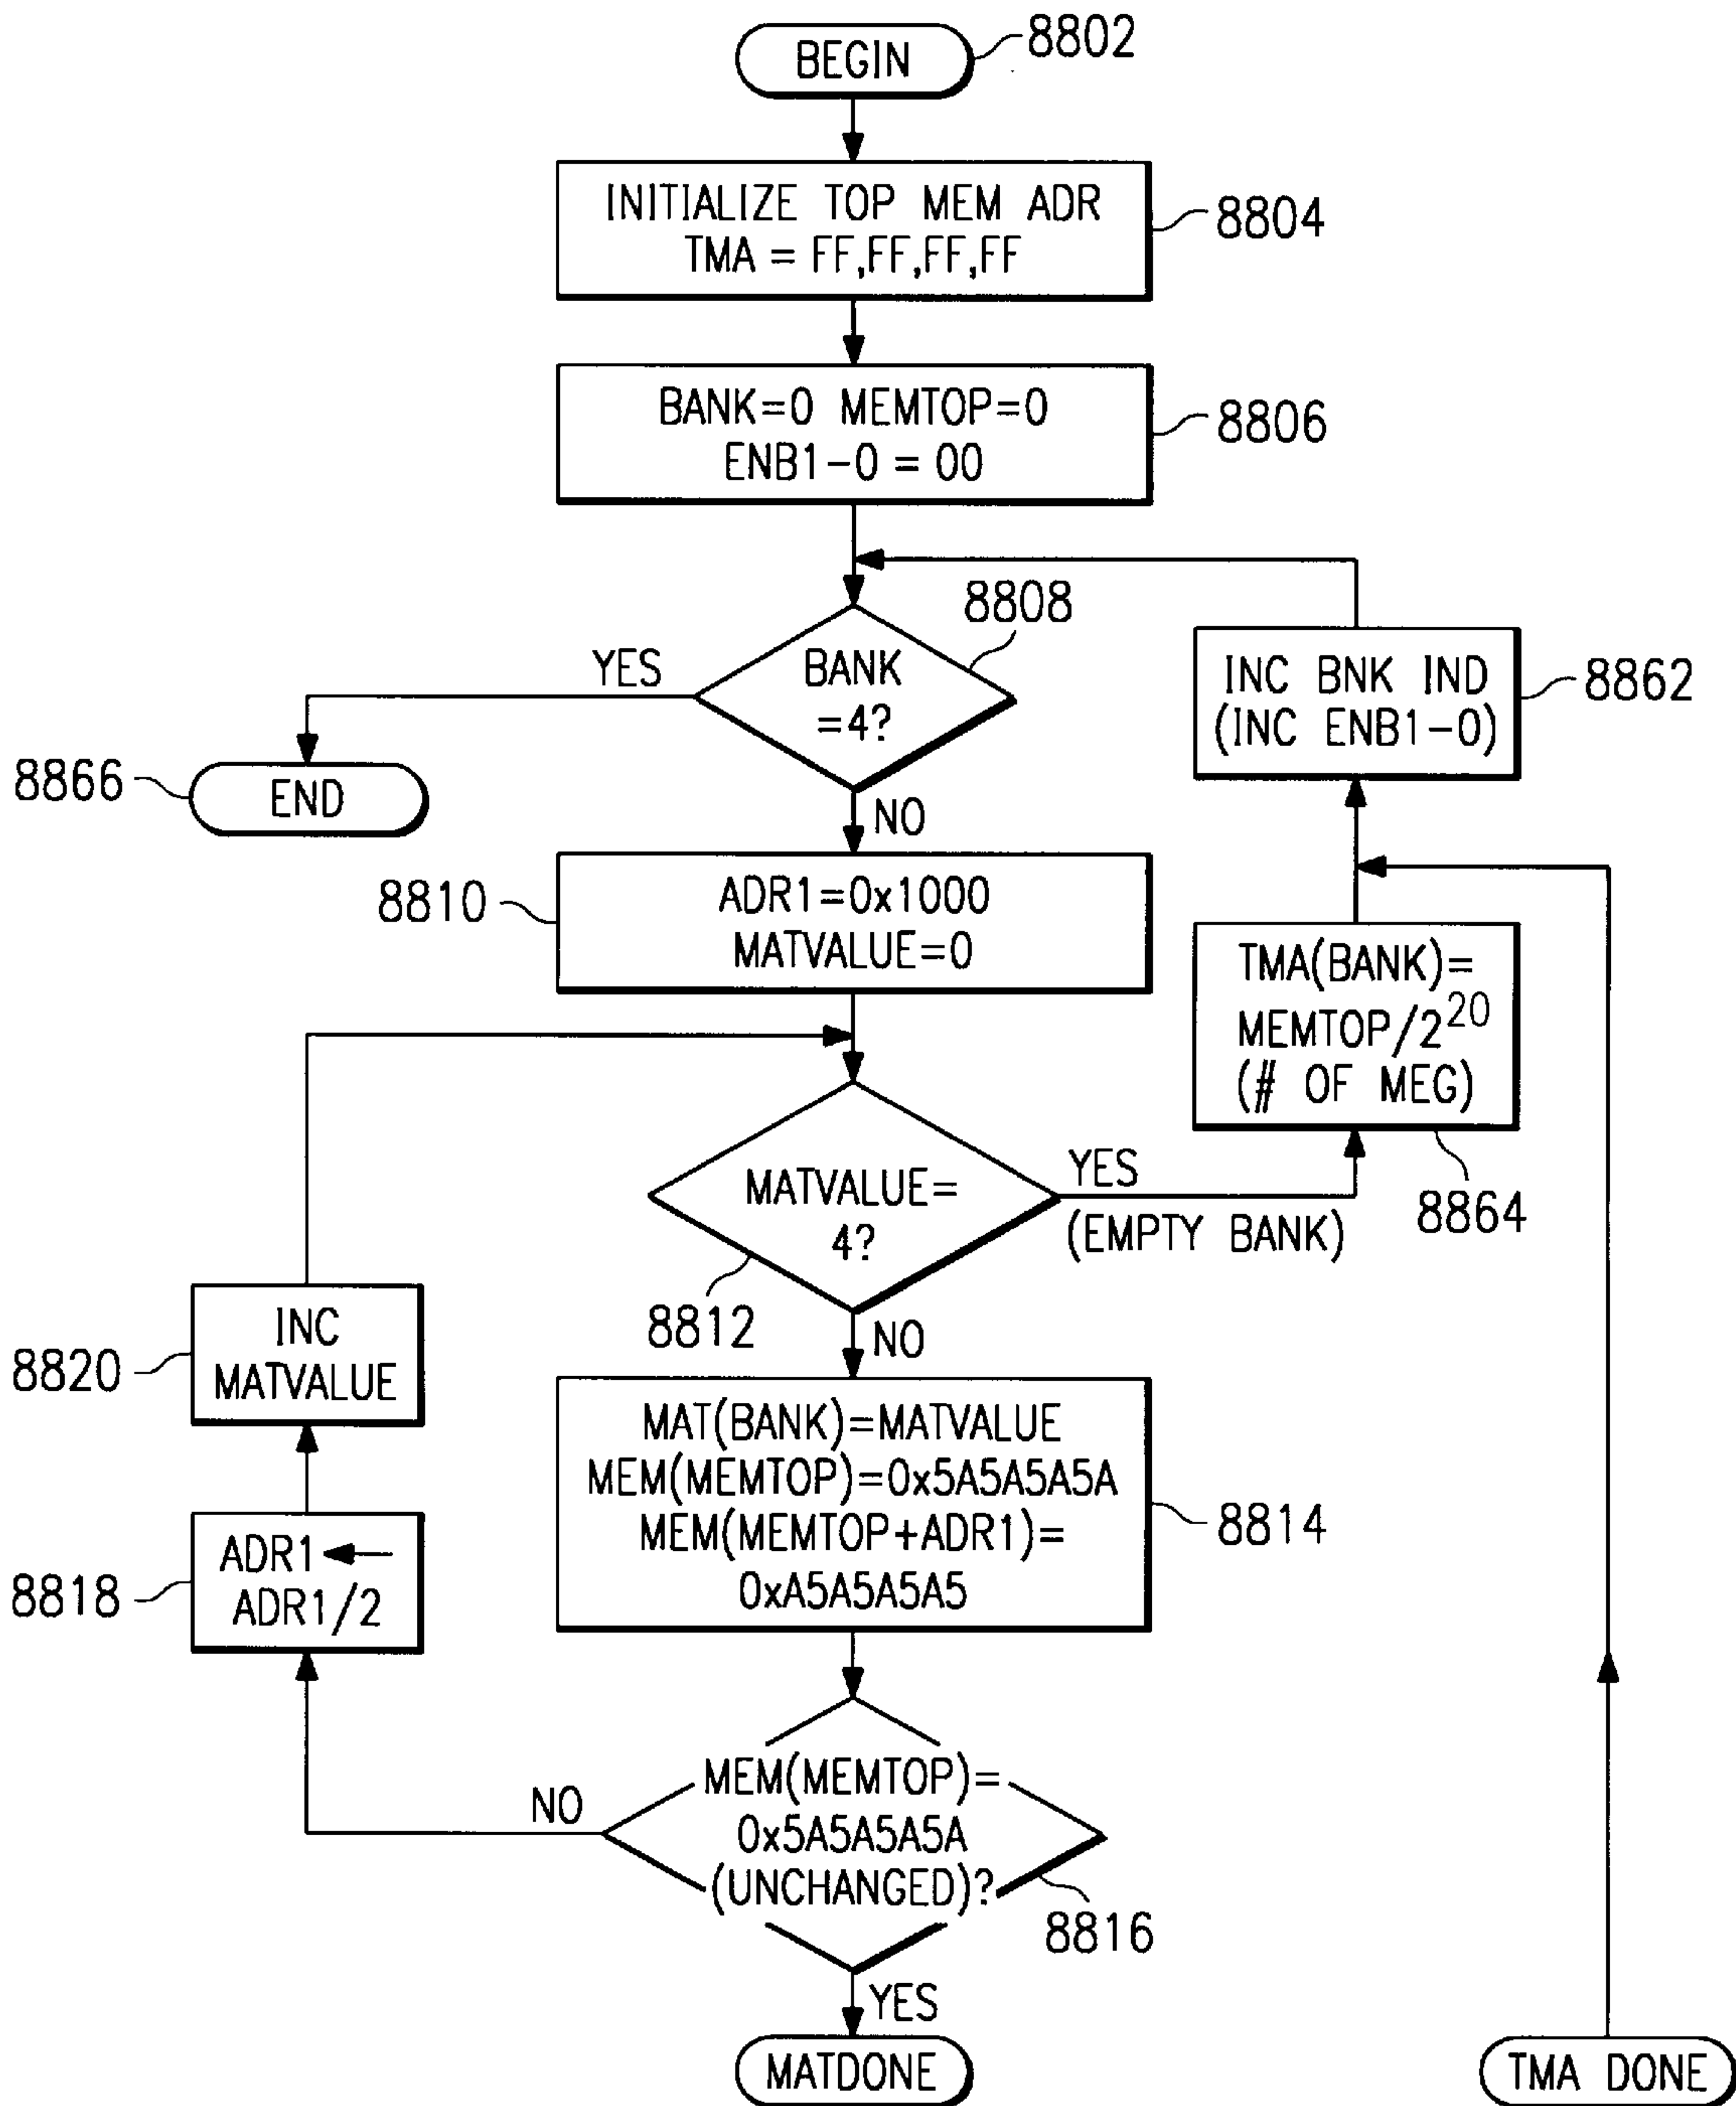 BEGIN
8802
INITIALIZE TOP MEM ADR
TMA = FF,FF,FF,FF
8804
BANK=0 MEMTOP=0
ENB1-0 = 00
8806
8808
BANK
=4?
YES
NO
8866
END
INC BNK IND
(INC ENB1-0)
8862
8810
ADR1=0x1000
MATVALUE=0
TMA(BANK)=
MEMTOP/2^20
(# OF MEG)
8864
MATVALUE=
4?
YES
(EMPTY BANK)
8812
NO
8820
INC
MATVALUE
MAT(BANK)=MATVALUE
MEM(MEMTOP)=0x5A5A5A5A
MEM(MEMTOP+ADR1)=
0xA5A5A5A5
8814
8818
ADR1←
ADR1/2
NO
MEM(MEMTOP)=
0x5A5A5A5A
(UNCHANGED)?
8816
YES
MATDONE
TMA DONE